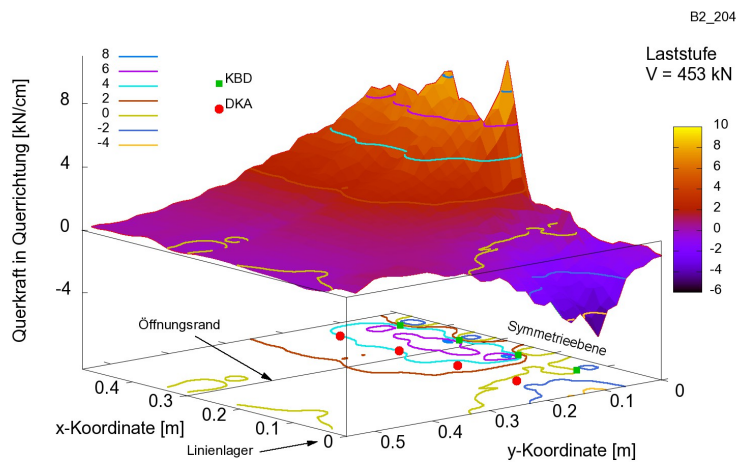 B2_204
Laststufe
V = 453 kN
8
6
4
2
0
-2
-4
KBD
DKA
Querkraft in Querrichtung [kN/cm]
8
4
0
-4
10
8
6
4
2
0
-2
-4
-6
Öffnungsrand
Symmetrieebene
0.4
0.3
0.2
0.1
0
x-Koordinate [m]
Linienlager
0.5
0.4
0.3
0.2
0.1
0
y-Koordinate [m]